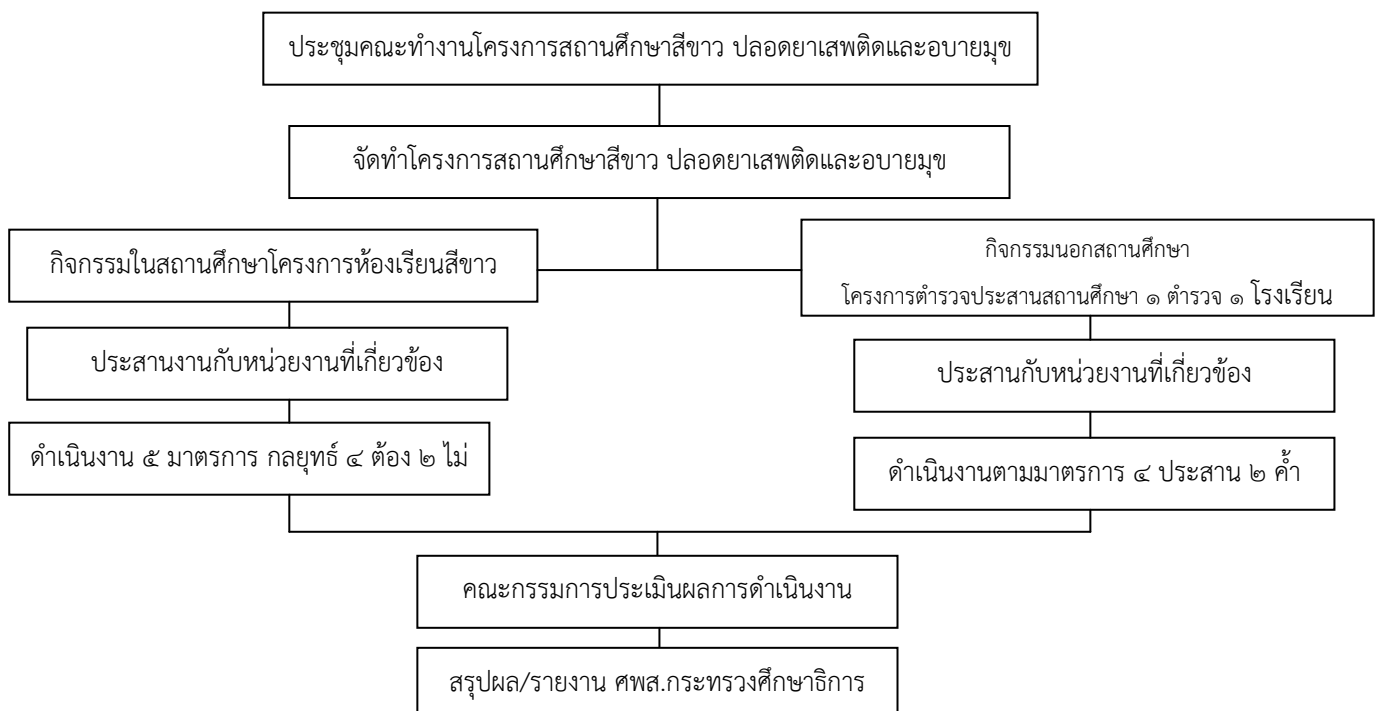 ประชุมคณะทำงานโครงการสถานศึกษาสีขาว ปลอดยาเสพติดและอบายมุข
จัดทำโครงการสถานศึกษาสีขาว ปลอดยาเสพติดและอบายมุข
กิจกรรมในสถานศึกษาโครงการห้องเรียนสีขาว
ประสานงานกับหน่วยงานที่เกี่ยวข้อง
ดำเนินงาน ๕ มาตรการ กลยุทธ์ ๔ ต้อง ๒ ไม่
กิจกรรมนอกสถานศึกษา
โครงการตำรวจประสานสถานศึกษา ๑ ตำรวจ ๑ โรงเรียน
ประสานกับหน่วยงานที่เกี่ยวข้อง
ดำเนินงานตามมาตรการ ๔ ประสาน ๒ ค้ำ
คณะกรรมการประเมินผลการดำเนินงาน
สรุปผล/รายงาน ศพส.กระทรวงศึกษาธิการ